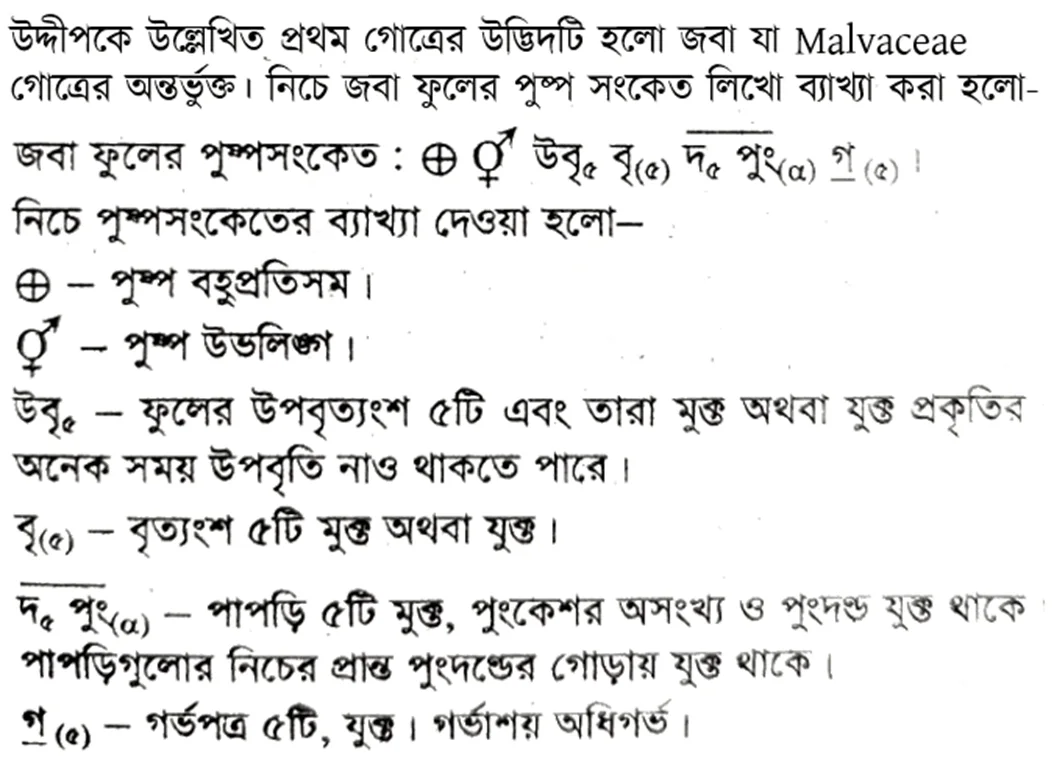 উদ্দীপকে উল্লেখিত প্রথম গোত্রের উদ্ভিদটি হলো জবা যা Malvaceae
গোত্রের অন্তর্ভুক্ত। নিচে জবা ফুলের পুষ্প সংকেত লিখো ব্যাখ্যা করা হলো-
জবা ফুলের পুষ্পসংকেত : ⊕ ⚥ উবৃ₅ বৃ(৫) দ৫ পুং(α) গ (৫) ।
নিচে পুষ্পসংকেতের ব্যাখ্যা দেওয়া হলো—
⊕ – পুষ্প বহুপ্রতিসম।
⚥ – পুষ্প উভলিঙ্গ।
উবৃ৫ – ফুলের উপবৃত্যংশ ৫টি এবং তারা মুক্ত অথবা যুক্ত প্রকৃতির
অনেক সময় উপবৃতি নাও থাকতে পারে।
বৃ(৫) – বৃত্যংশ ৫টি মুক্ত অথবা যুক্ত।
দ৫ পুং(α) – পাপড়ি ৫টি মুক্ত, পুংকেশর অসংখ্য ও পুংদণ্ড যুক্ত থাকে
পাপড়িগুলোর নিচের প্রান্ত পুংদণ্ডের গোড়ায় যুক্ত থাকে।
গ (৫) – গর্ভপত্র ৫টি, যুক্ত। গর্ভাশয় অধিগর্ভ।